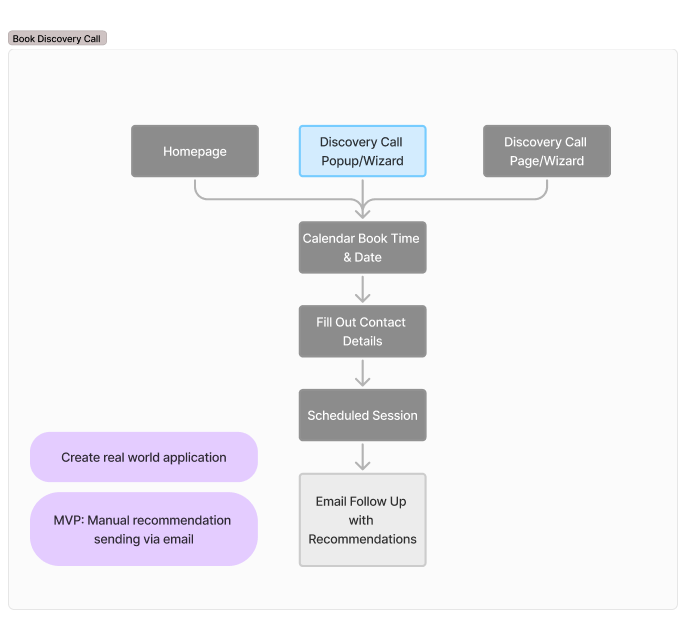 Book Discovery Call
Homepage
Discovery Call
Popup/Wizard
Discovery Call
Page/Wizard
Calendar Book Time
& Date
Fill Out Contact
Details
Scheduled Session
Create real world application
MVP: Manual recommendation
sending via email
Email Follow Up
with
Recommendations